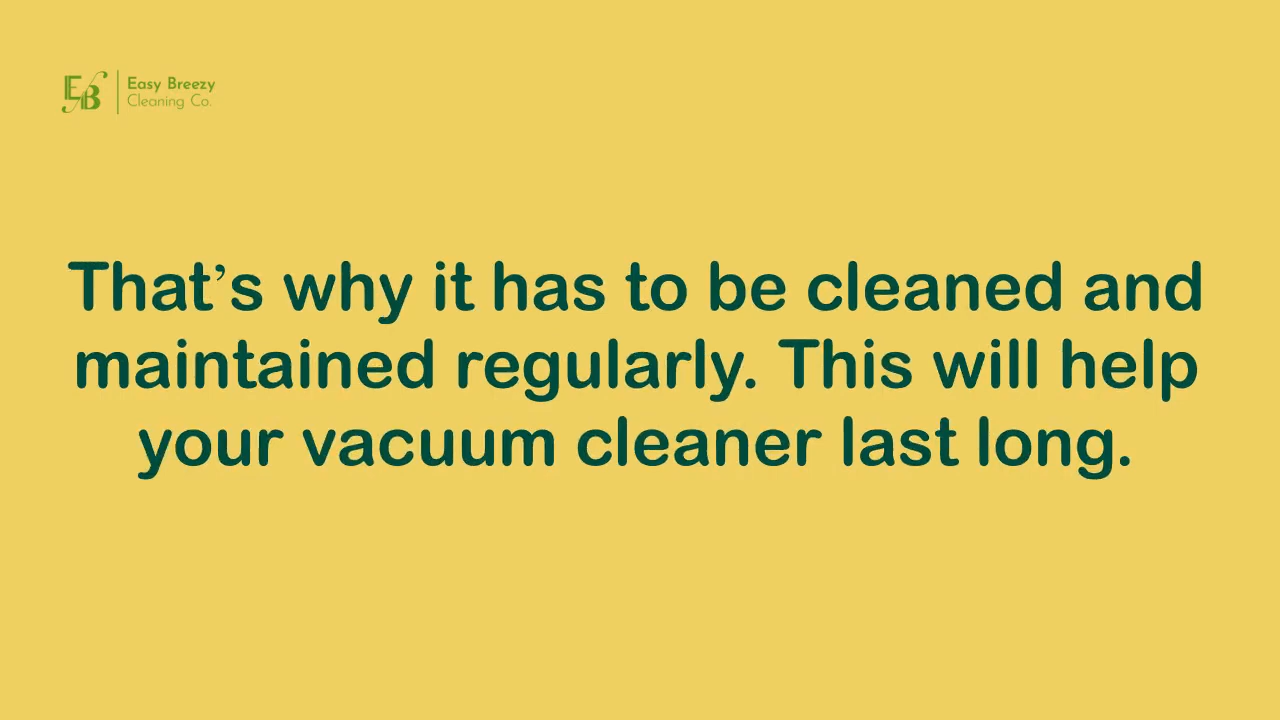 EB
Easy Breezy
Cleaning Co.
That’s why it has to be cleaned and
maintained regularly. This will help
your vacuum cleaner last long.